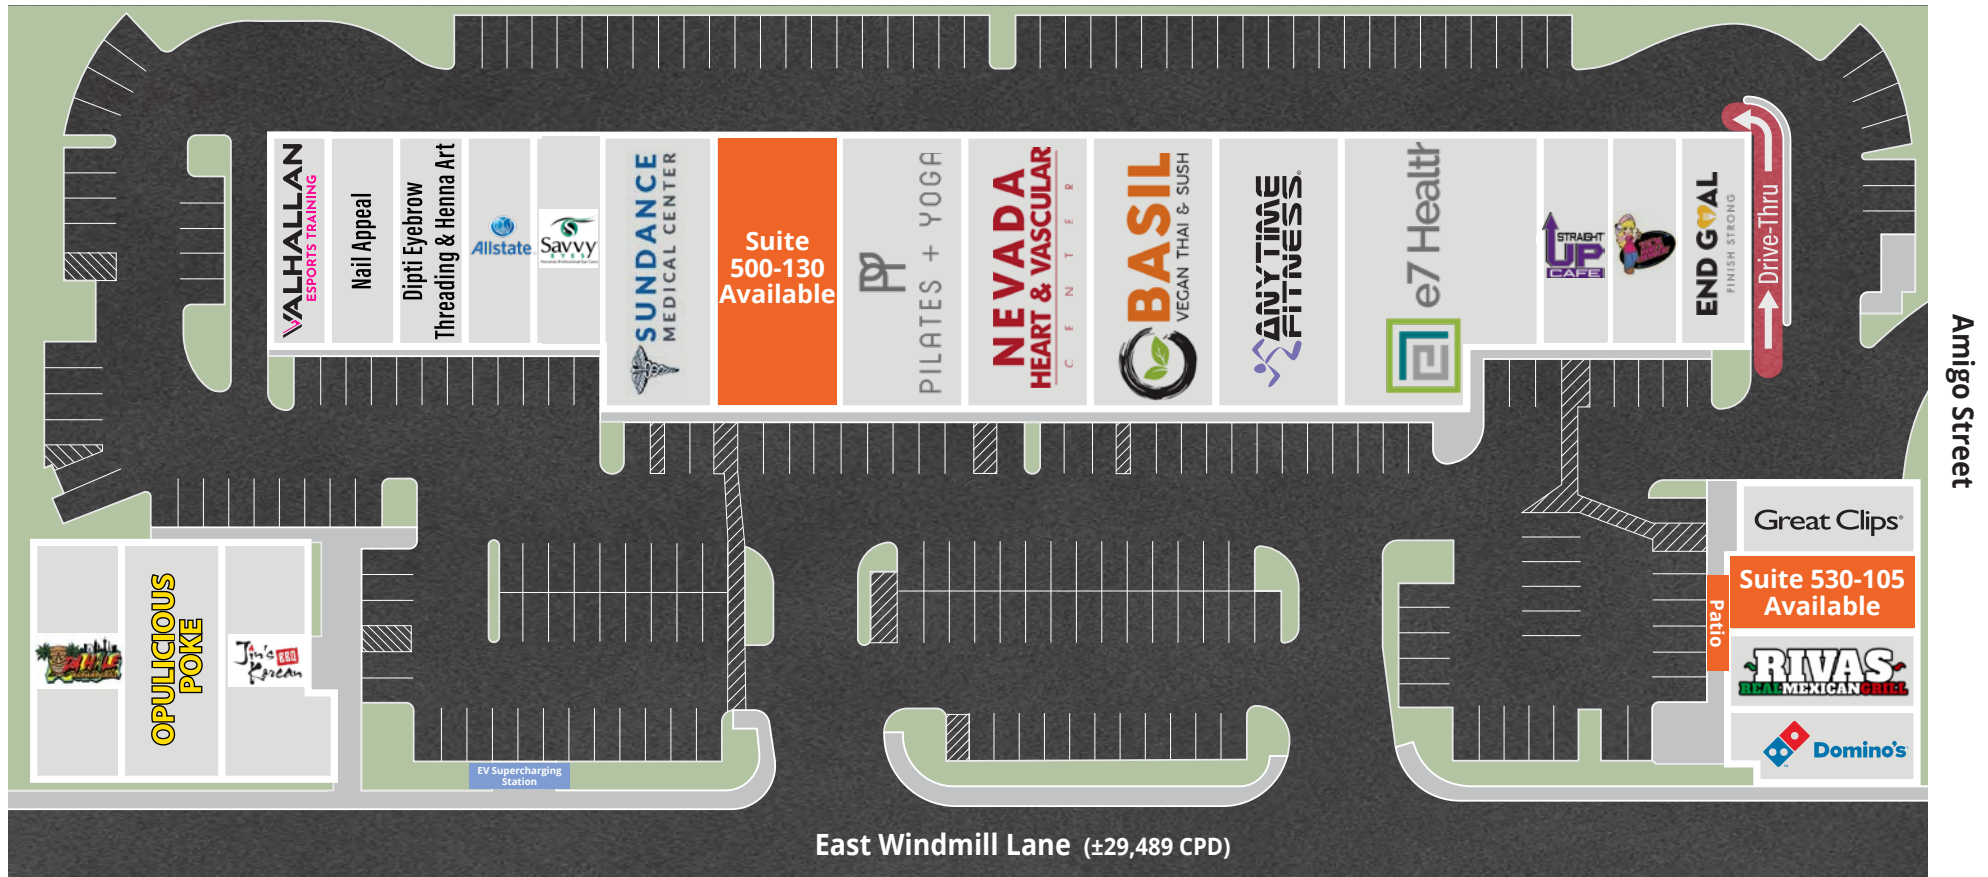 VALHALLAN
ESPORTS TRAINING
Nail Appeal
Dipti Eyebrow
Threading & Henna Art
Allstate
Savvy
EYES
SUNDANCE
MEDICAL CENTER
Suite
500-130
Available
PILATES + YOGA
NEVADA
HEART & VASCULAR
CENTER
BASIL
VEGAN THAI & SUSH
ANYTIME
FITNESS®
e7 Health
STRAIGHT
UP
CAFE
END GOAL
FINISH STRONG
Drive-Thru
Amigo Street
Great Clips®
Suite 530-105
Available
Patio
RIVAS
REAL MEXICAN GRILL
Domino's
OPULICIOUS
POKE
Jin's
BBQ
Korean
EV Supercharging
Station
East Windmill Lane (±29,489 CPD)